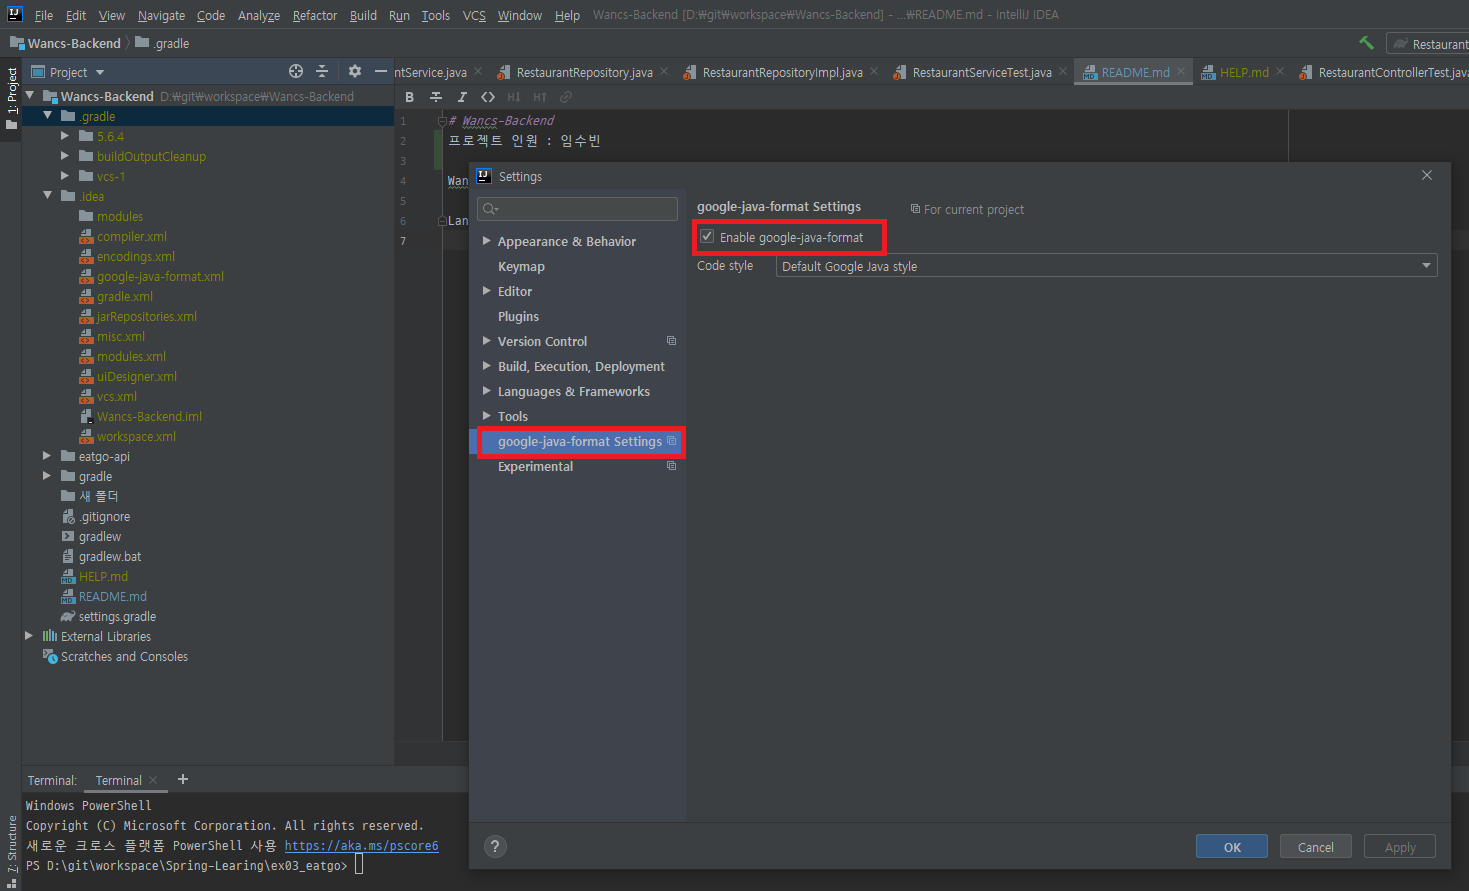 File Edit View Navigate Code Analyze Refactor Build Run Tools VCS Window Help Wancs-Backend [D:₩git₩workspace₩Wancs-Backend] - ...₩README.md - IntelliJ IDEA
Wancs-Backend .gradle
Restaurant
1: Project
Project
ntService.java RestaurantRepository.java RestaurantRepositoryImpl.java RestaurantServiceTest.java README.md HELP.md RestaurantControllerTest.java
Wancs-Backend D:₩git₩workspace₩Wancs-Backend
.gradle
5.6.4
buildOutputCleanup
vcs-1
.idea
modules
compiler.xml
encodings.xml
google-java-format.xml
gradle.xml
jarRepositories.xml
misc.xml
modules.xml
uiDesigner.xml
vcs.xml
Wancs-Backend.iml
workspace.xml
eatgo-api
gradle
새 폴더
.gitignore
gradlew
gradlew.bat
HELP.md
README.md
settings.gradle
External Libraries
Scratches and Consoles
B I H↓ H↑
1 # Wancs-Backend
2 프로젝트 인원 : 임수빈
3
4 Wan
5
6 Lan
7
Settings
Appearance & Behavior
Keymap
Editor
Plugins
Version Control
Build, Execution, Deployment
Languages & Frameworks
Tools
google-java-format Settings
Experimental
google-java-format Settings For current project
Enable google-java-format
Code style Default Google Java style
? OK Cancel Apply
Terminal: Terminal +
Windows PowerShell
Copyright (C) Microsoft Corporation. All rights reserved.
새로운 크로스 플랫폼 PowerShell 사용 https://aka.ms/pscore6
PS D:\git\workspace\Spring-Learing\ex03_eatgo>
7: Structure